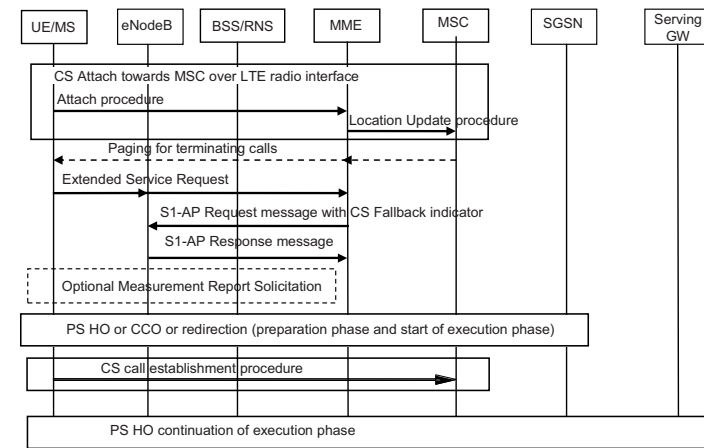 UE/MS
eNodeB
BSS/RNS
MME
MSC
SGSN
Serving
GW
CS Attach towards MSC over LTE radio interface
Attach procedure
Location Update procedure
Paging for terminating calls
Extended Service Request
S1-AP Request message with CS Fallback indicator
S1-AP Response message
Optional Measurement Report Solicitation
PS HO or CCO or redirection (preparation phase and start of execution phase)
CS call establishment procedure
PS HO continuation of execution phase